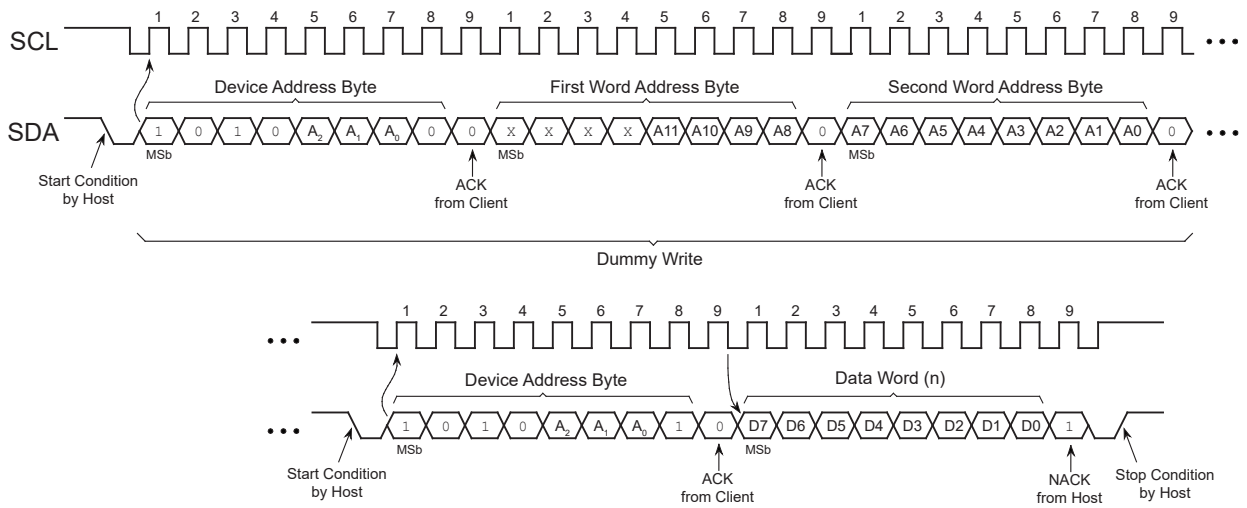 1 2 3 4 5 6 7 8 9 1 2 3 4 5 6 7 8 9 1 2 3 4 5 6 7 8 9
SCL
Device Address Byte First Word Address Byte Second Word Address Byte
SDA 1 0 1 0 A2 A1 A0 0 0 X X X X A11 A10 A9 A8 0 A7 A6 A5 A4 A3 A2 A1 A0 0
MSb MSb MSb
Start Condition
by Host
ACK
from Client
ACK
from Client
ACK
from Client
Dummy Write
1 2 3 4 5 6 7 8 9 1 2 3 4 5 6 7 8 9
Device Address Byte Data Word (n)
1 0 1 0 A2 A1 A0 1 0 D7 D6 D5 D4 D3 D2 D1 D0 1
MSb MSb
Start Condition
by Host
ACK
from Client
NACK
from Host
Stop Condition
by Host